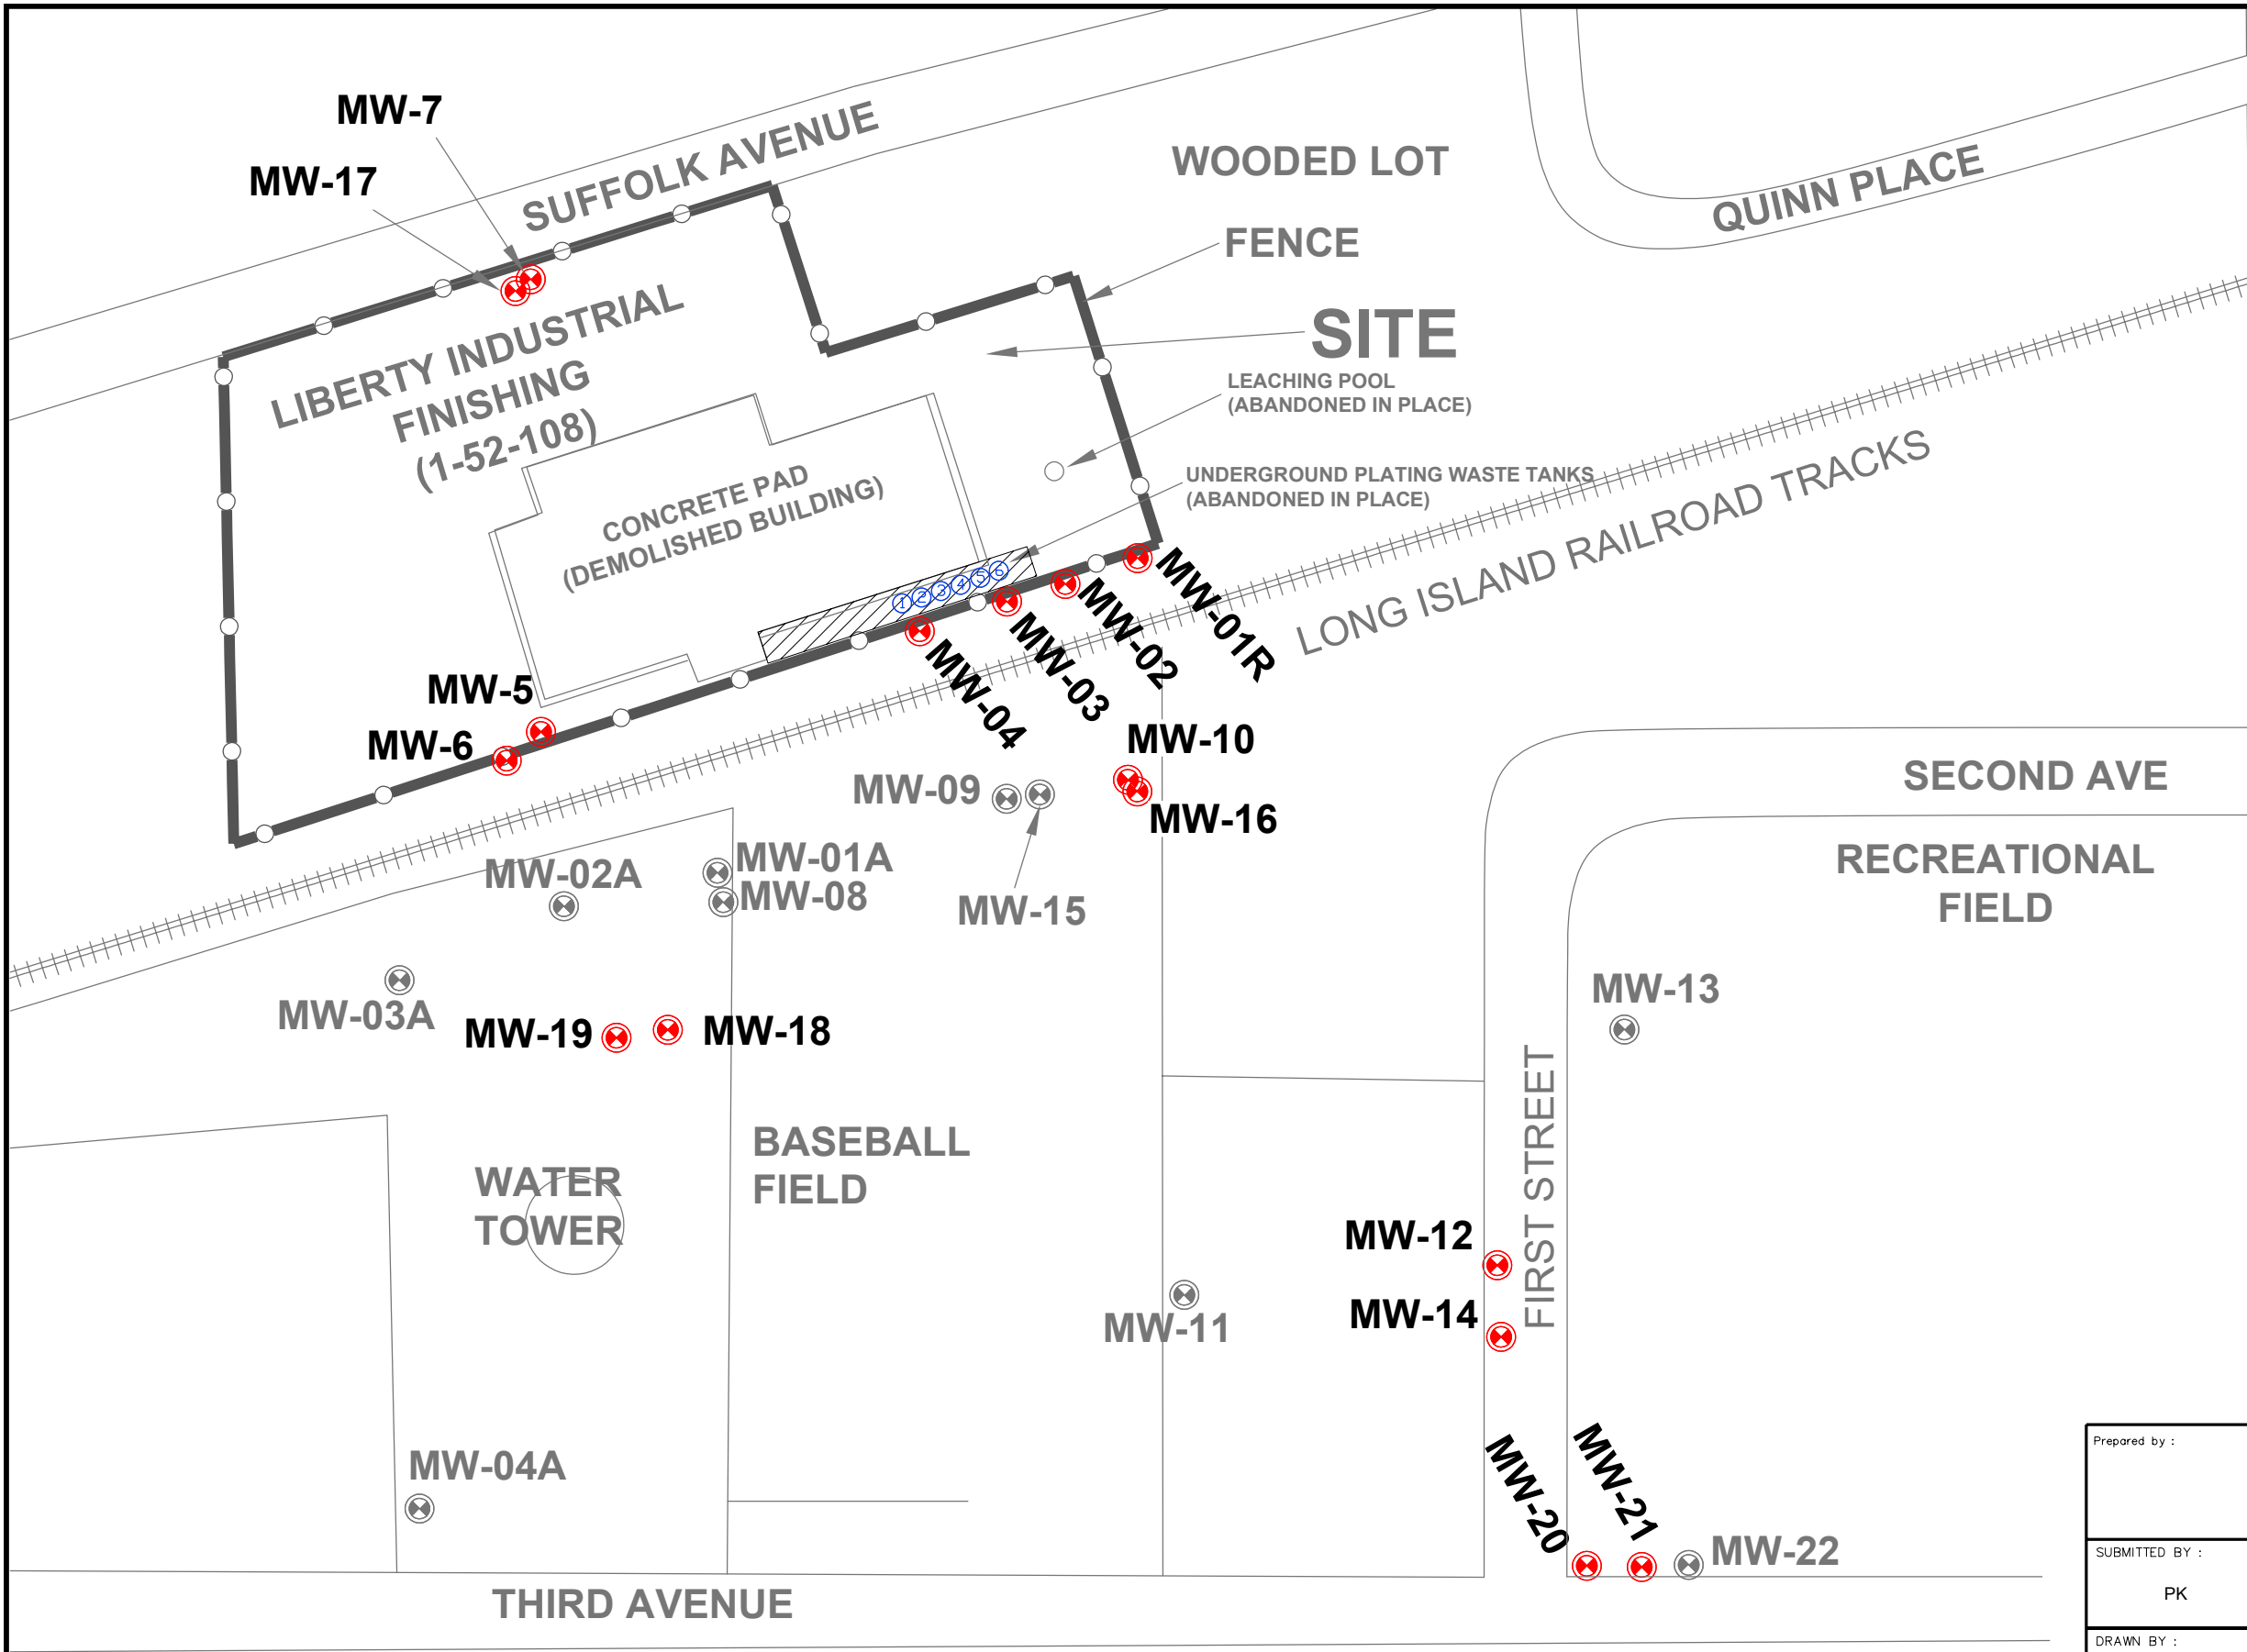 MW-7
MW-17
SUFFOLK AVENUE
WOODED LOT
QUINN PLACE
FENCE
SITE
LIBERTY INDUSTRIAL
FINISHING
(1-52-108)
LEACHING POOL
(ABANDONED IN PLACE)
UNDERGROUND PLATING WASTE TANKS
(ABANDONED IN PLACE)
CONCRETE PAD
(DEMOLISHED BUILDING)
LONG ISLAND RAILROAD TRACKS
1 2 3 4 5 6
MW-01R
MW-02
MW-03
MW-04
MW-5
MW-6
MW-10
MW-09
MW-16
SECOND AVE
MW-01A
MW-02A
MW-08
MW-15
RECREATIONAL
FIELD
MW-03A
MW-19
MW-18
MW-13
FIRST STREET
BASEBALL
FIELD
WATER
TOWER
MW-12
MW-14
MW-11
MW-04A
MW-20
MW-21
MW-22
THIRD AVENUE
Prepared by :
SUBMITTED BY :
PK
DRAWN BY :